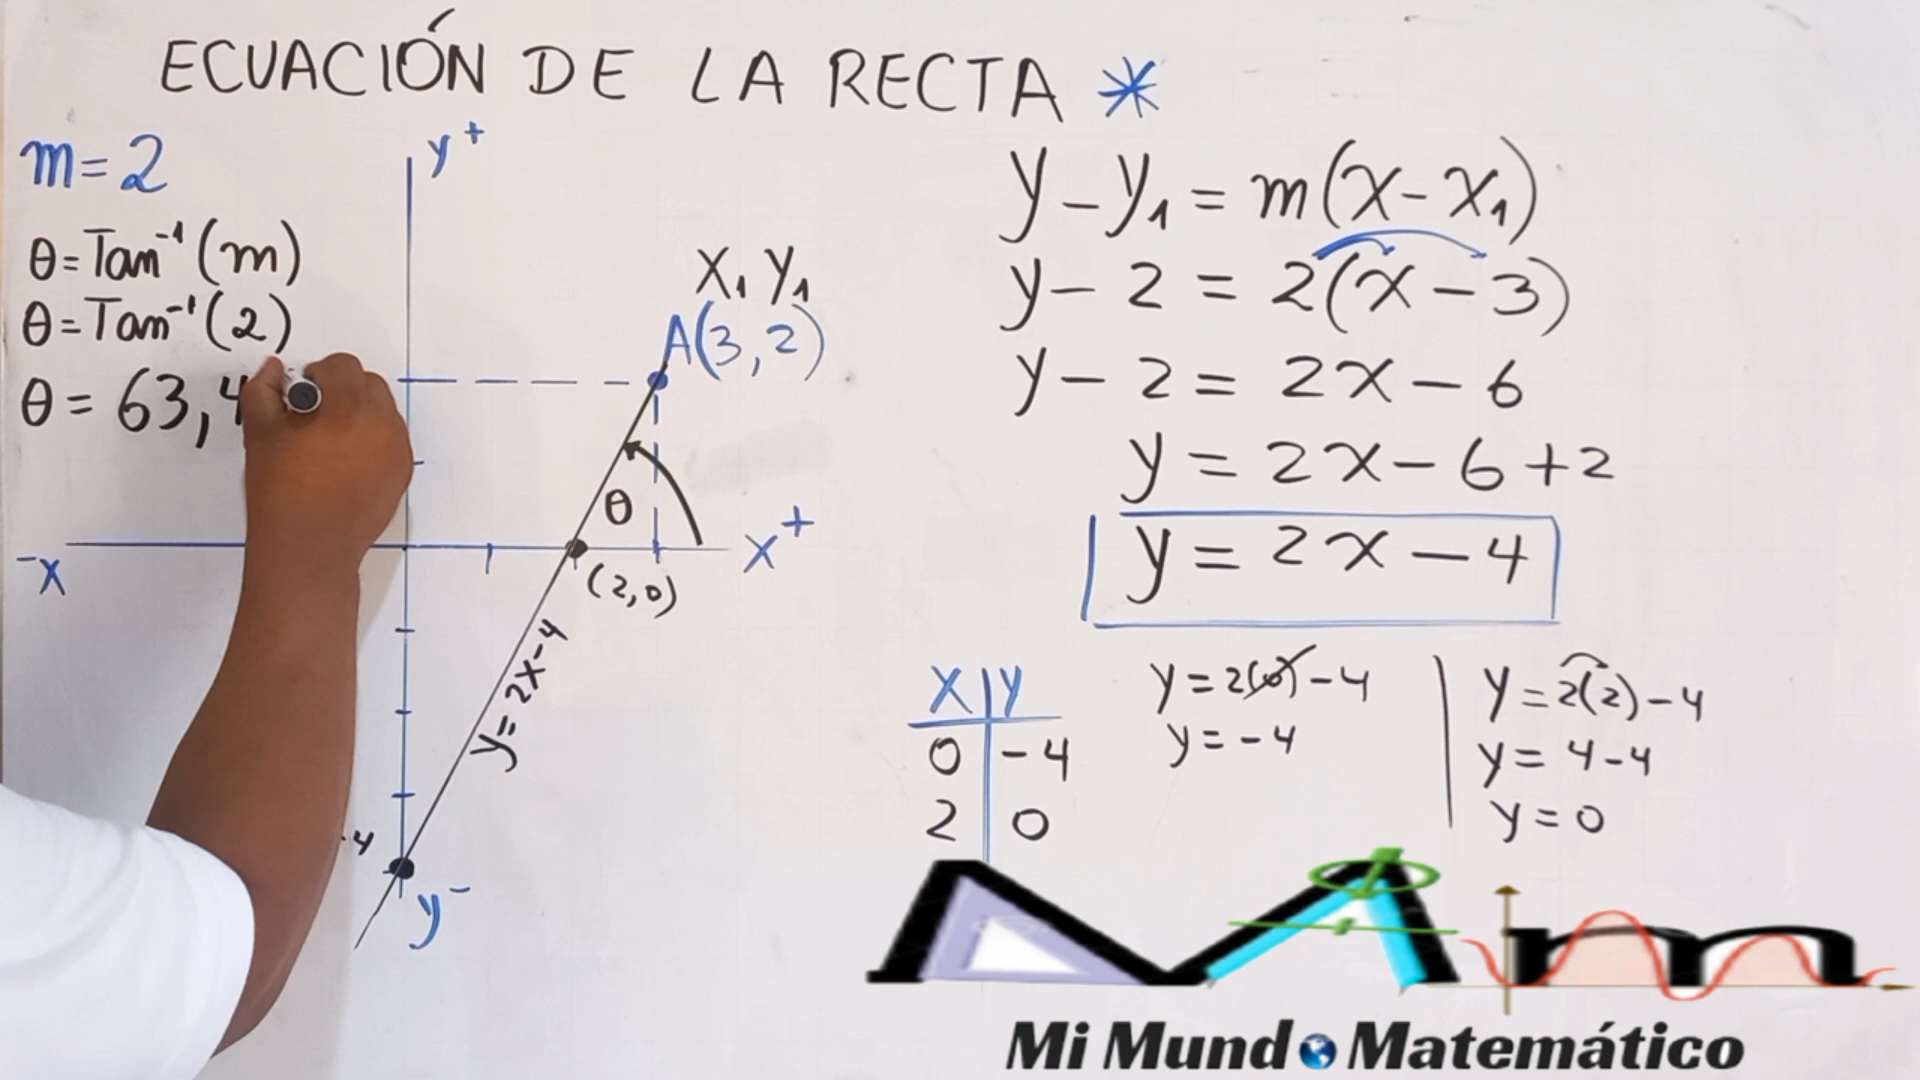 ECUACIÓN DE LA RECTA *
m=2
θ=Tan⁻¹(m)
θ=Tan⁻¹(2)
θ = 63,4
y⁺
X₁ Y₁
A(3,2)
θ
x⁺
⁻x
(2,0)
y=2x-4
-4
y⁻
y-y₁ = m(x-x₁)
y-2 = 2(x-3)
y-2 = 2x-6
y = 2x-6+2
y = 2x-4
X | Y
0 | -4
2 | 0
y=2(0)-4
y=-4
y=2(2)-4
y=4-4
y=0
Mi Mundo Matemático